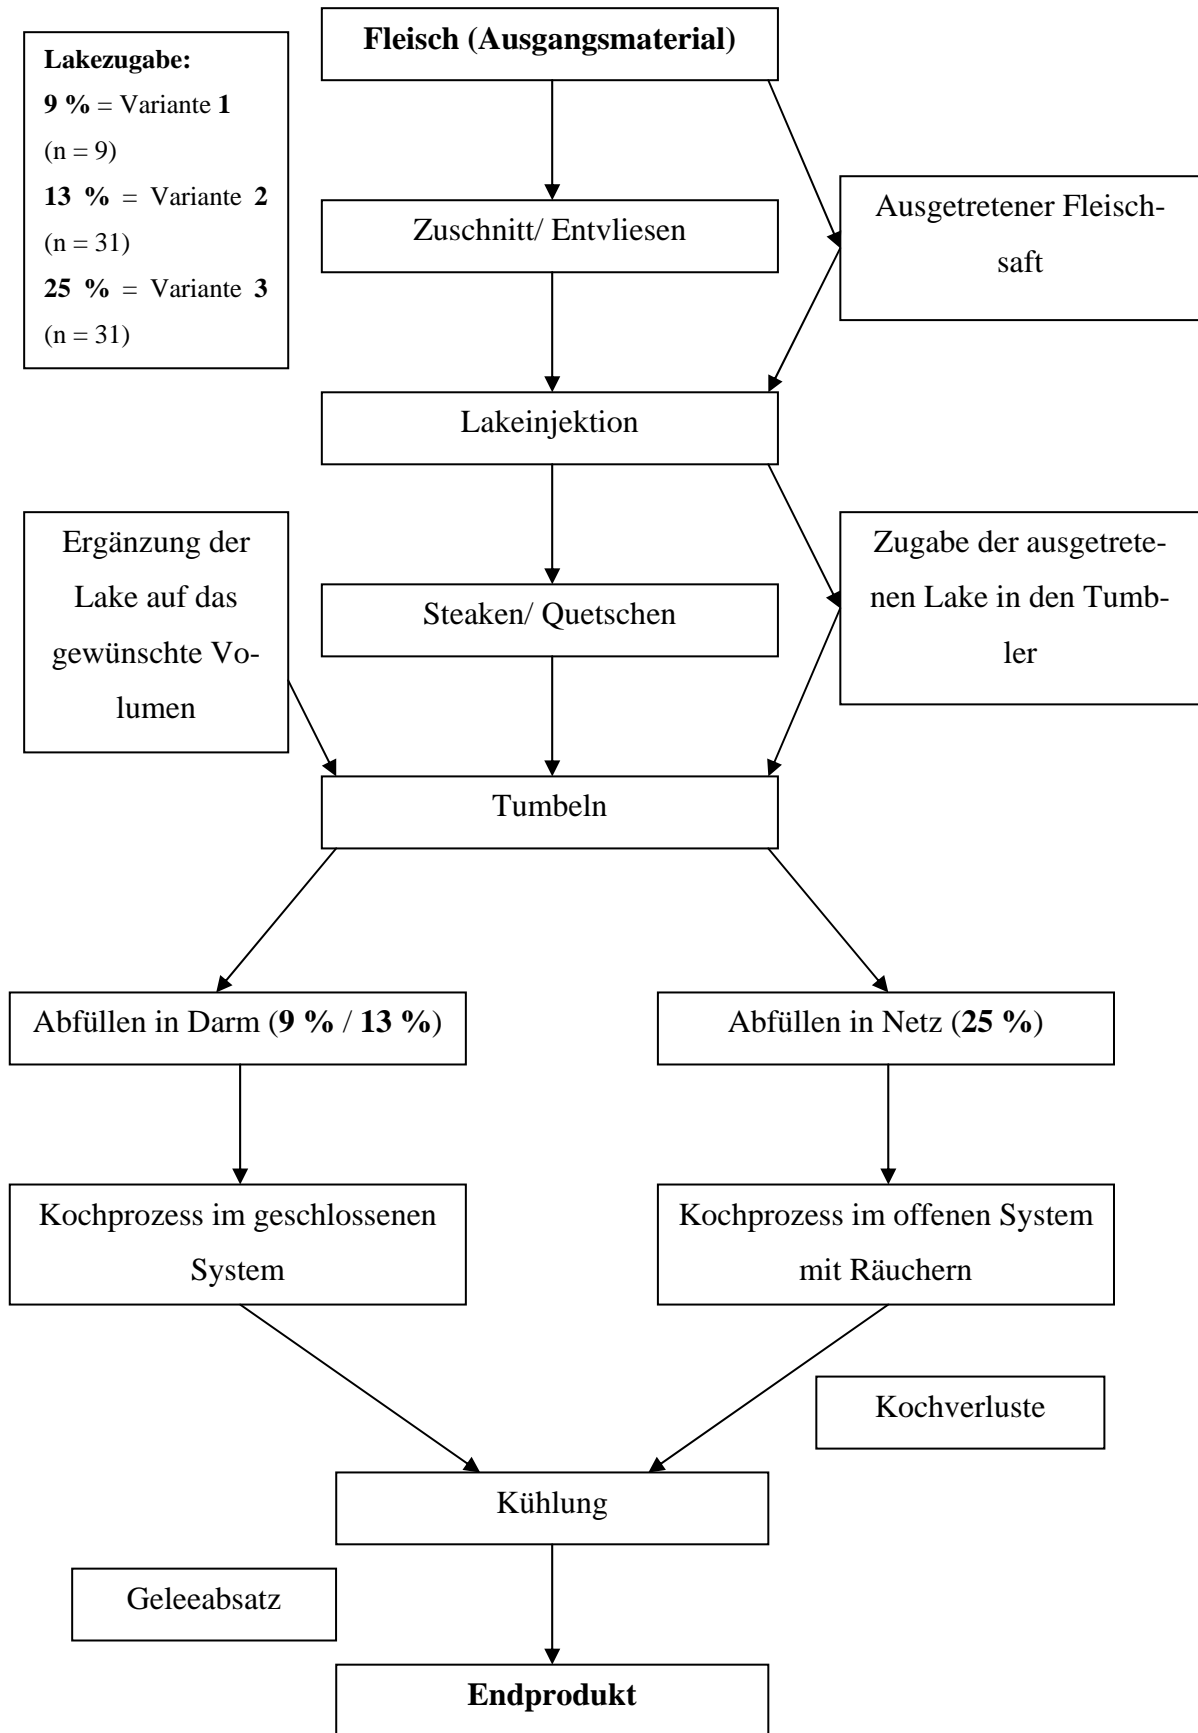 Fleisch (Ausgangsmaterial)
Lakezugabe:
9 % = Variante 1
(n = 9)
13 % = Variante 2
(n = 31)
25 % = Variante 3
(n = 31)
Zuschnitt/ Entvliesen
Ausgetretener Fleisch-
saft
Lakeinjektion
Ergänzung der
Lake auf das
gewünschte Vo-
lumen
Steaken/ Quetschen
Zugabe der ausgetrete-
nen Lake in den Tumb-
ler
Tumbeln
Abfüllen in Darm (9 % / 13 %)
Abfüllen in Netz (25 %)
Kochprozess im geschlossenen
System
Kochprozess im offenen System
mit Räuchern
Kochverluste
Kühlung
Geleeabsatz
Endprodukt